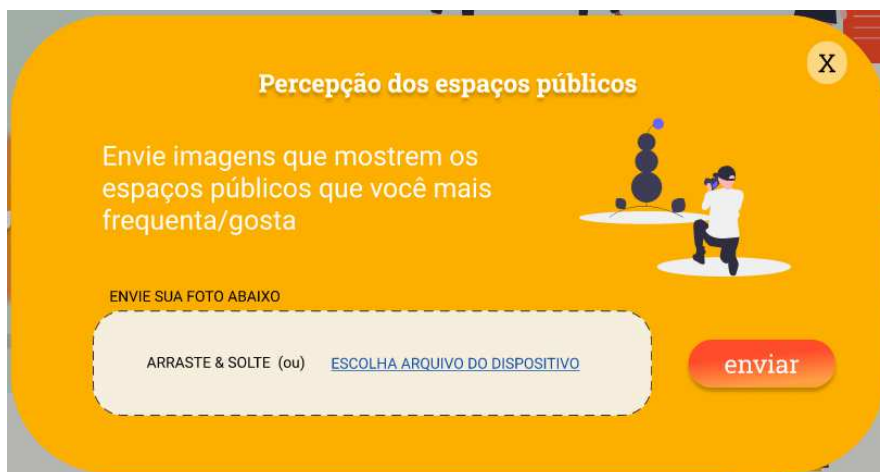 X
Percepção dos espaços públicos
Envie imagens que mostrem os
espaços públicos que você mais
frequenta/gosta
ENVIE SUA FOTO ABAIXO
ARRASTE & SOLTE (ou) ESCOLHA ARQUIVO DO DISPOSITIVO
enviar